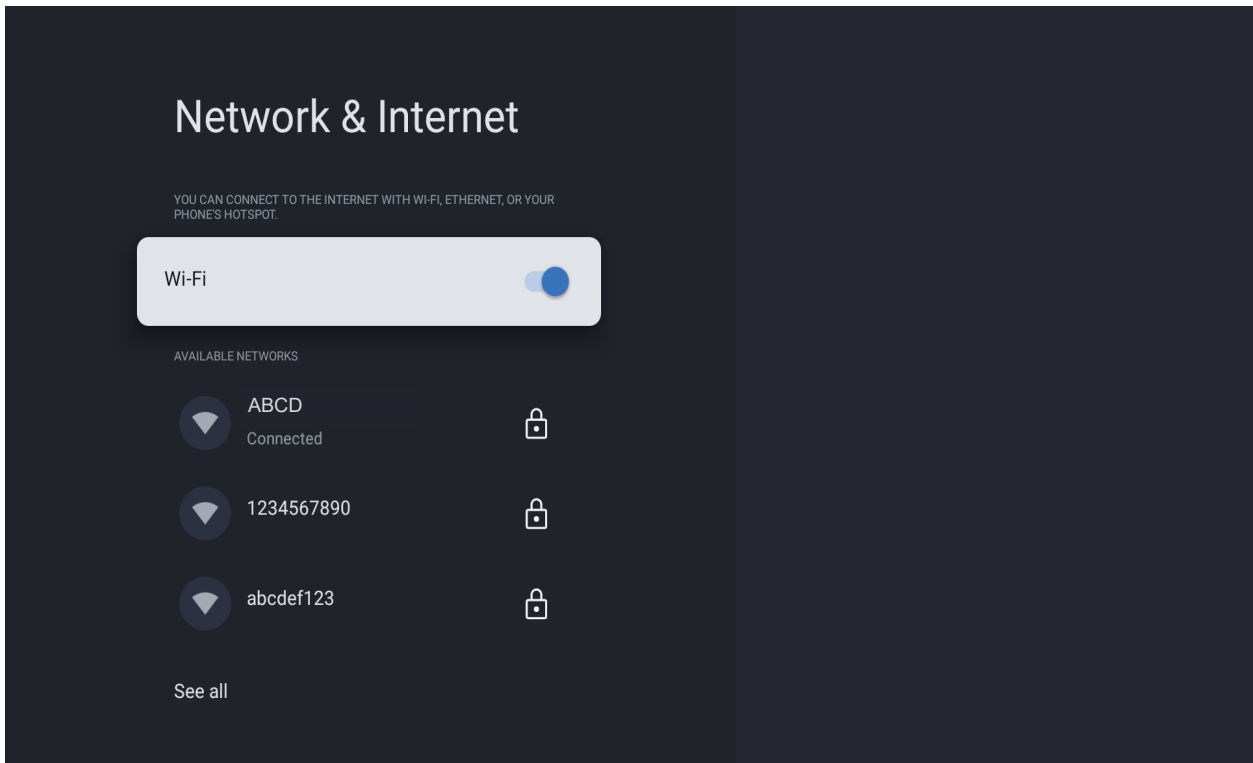 Network & Internet
YOU CAN CONNECT TO THE INTERNET WITH WI-FI, ETHERNET, OR YOUR
PHONE'S HOTSPOT.
Wi-Fi
AVAILABLE NETWORKS
ABCD
Connected
1234567890
abcdef123
See all